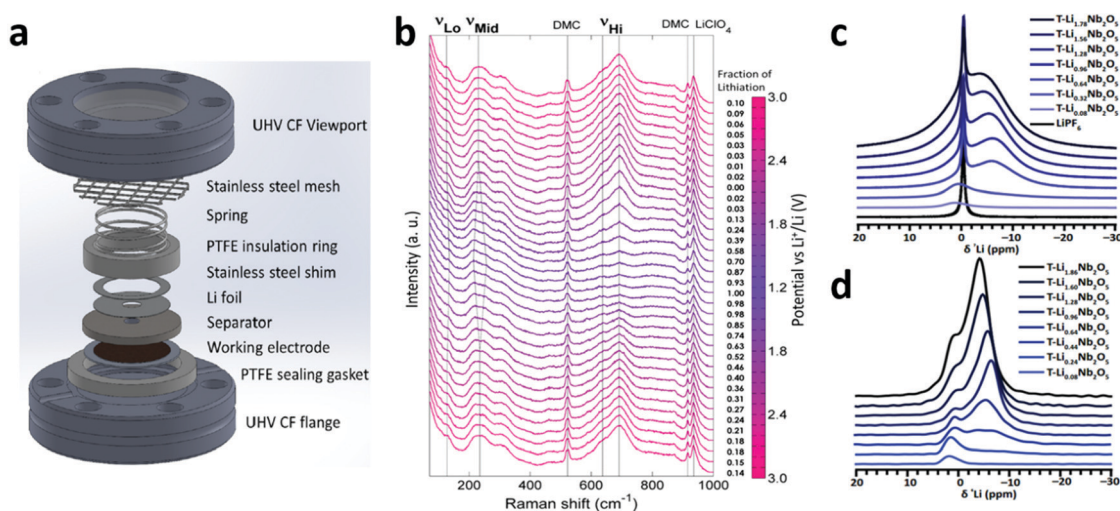 a
UHV CF Viewport
Stainless steel mesh
Spring
PTFE insulation ring
Stainless steel shim
Li foil
Separator
Working electrode
PTFE sealing gasket
UHV CF flange
b
νLo νMid DMC νHi DMC LiClO4
Fraction of
Lithiation
0.10
0.09
0.06
0.05
0.03
0.03
0.01
0.02
0.00
0.02
0.03
0.13
0.24
0.39
0.58
0.70
0.87
0.93
1.00
0.98
0.98
0.85
0.74
0.63
0.52
0.46
0.40
0.36
0.31
0.27
0.24
0.21
0.18
0.18
0.15
0.14
3.0
2.4
1.8
1.2
1.8
2.4
3.0
Potential vs Li+/Li (V)
Intensity (a. u.)
200 400 600 800 1000
Raman shift (cm-1)
c
T-Li1.78Nb2O5
T-Li1.56Nb2O5
T-Li1.28Nb2O5
T-Li0.96Nb2O5
T-Li0.64Nb2O5
T-Li0.32Nb2O5
T-Li0.08Nb2O5
LiPF6
20 10 0 -10 -20 -30
δ 7Li (ppm)
d
T-Li1.86Nb2O5
T-Li1.60Nb2O5
T-Li1.28Nb2O5
T-Li0.96Nb2O5
T-Li0.64Nb2O5
T-Li0.44Nb2O5
T-Li0.24Nb2O5
T-Li0.08Nb2O5
20 10 0 -10 -20 -30
δ 7Li (ppm)